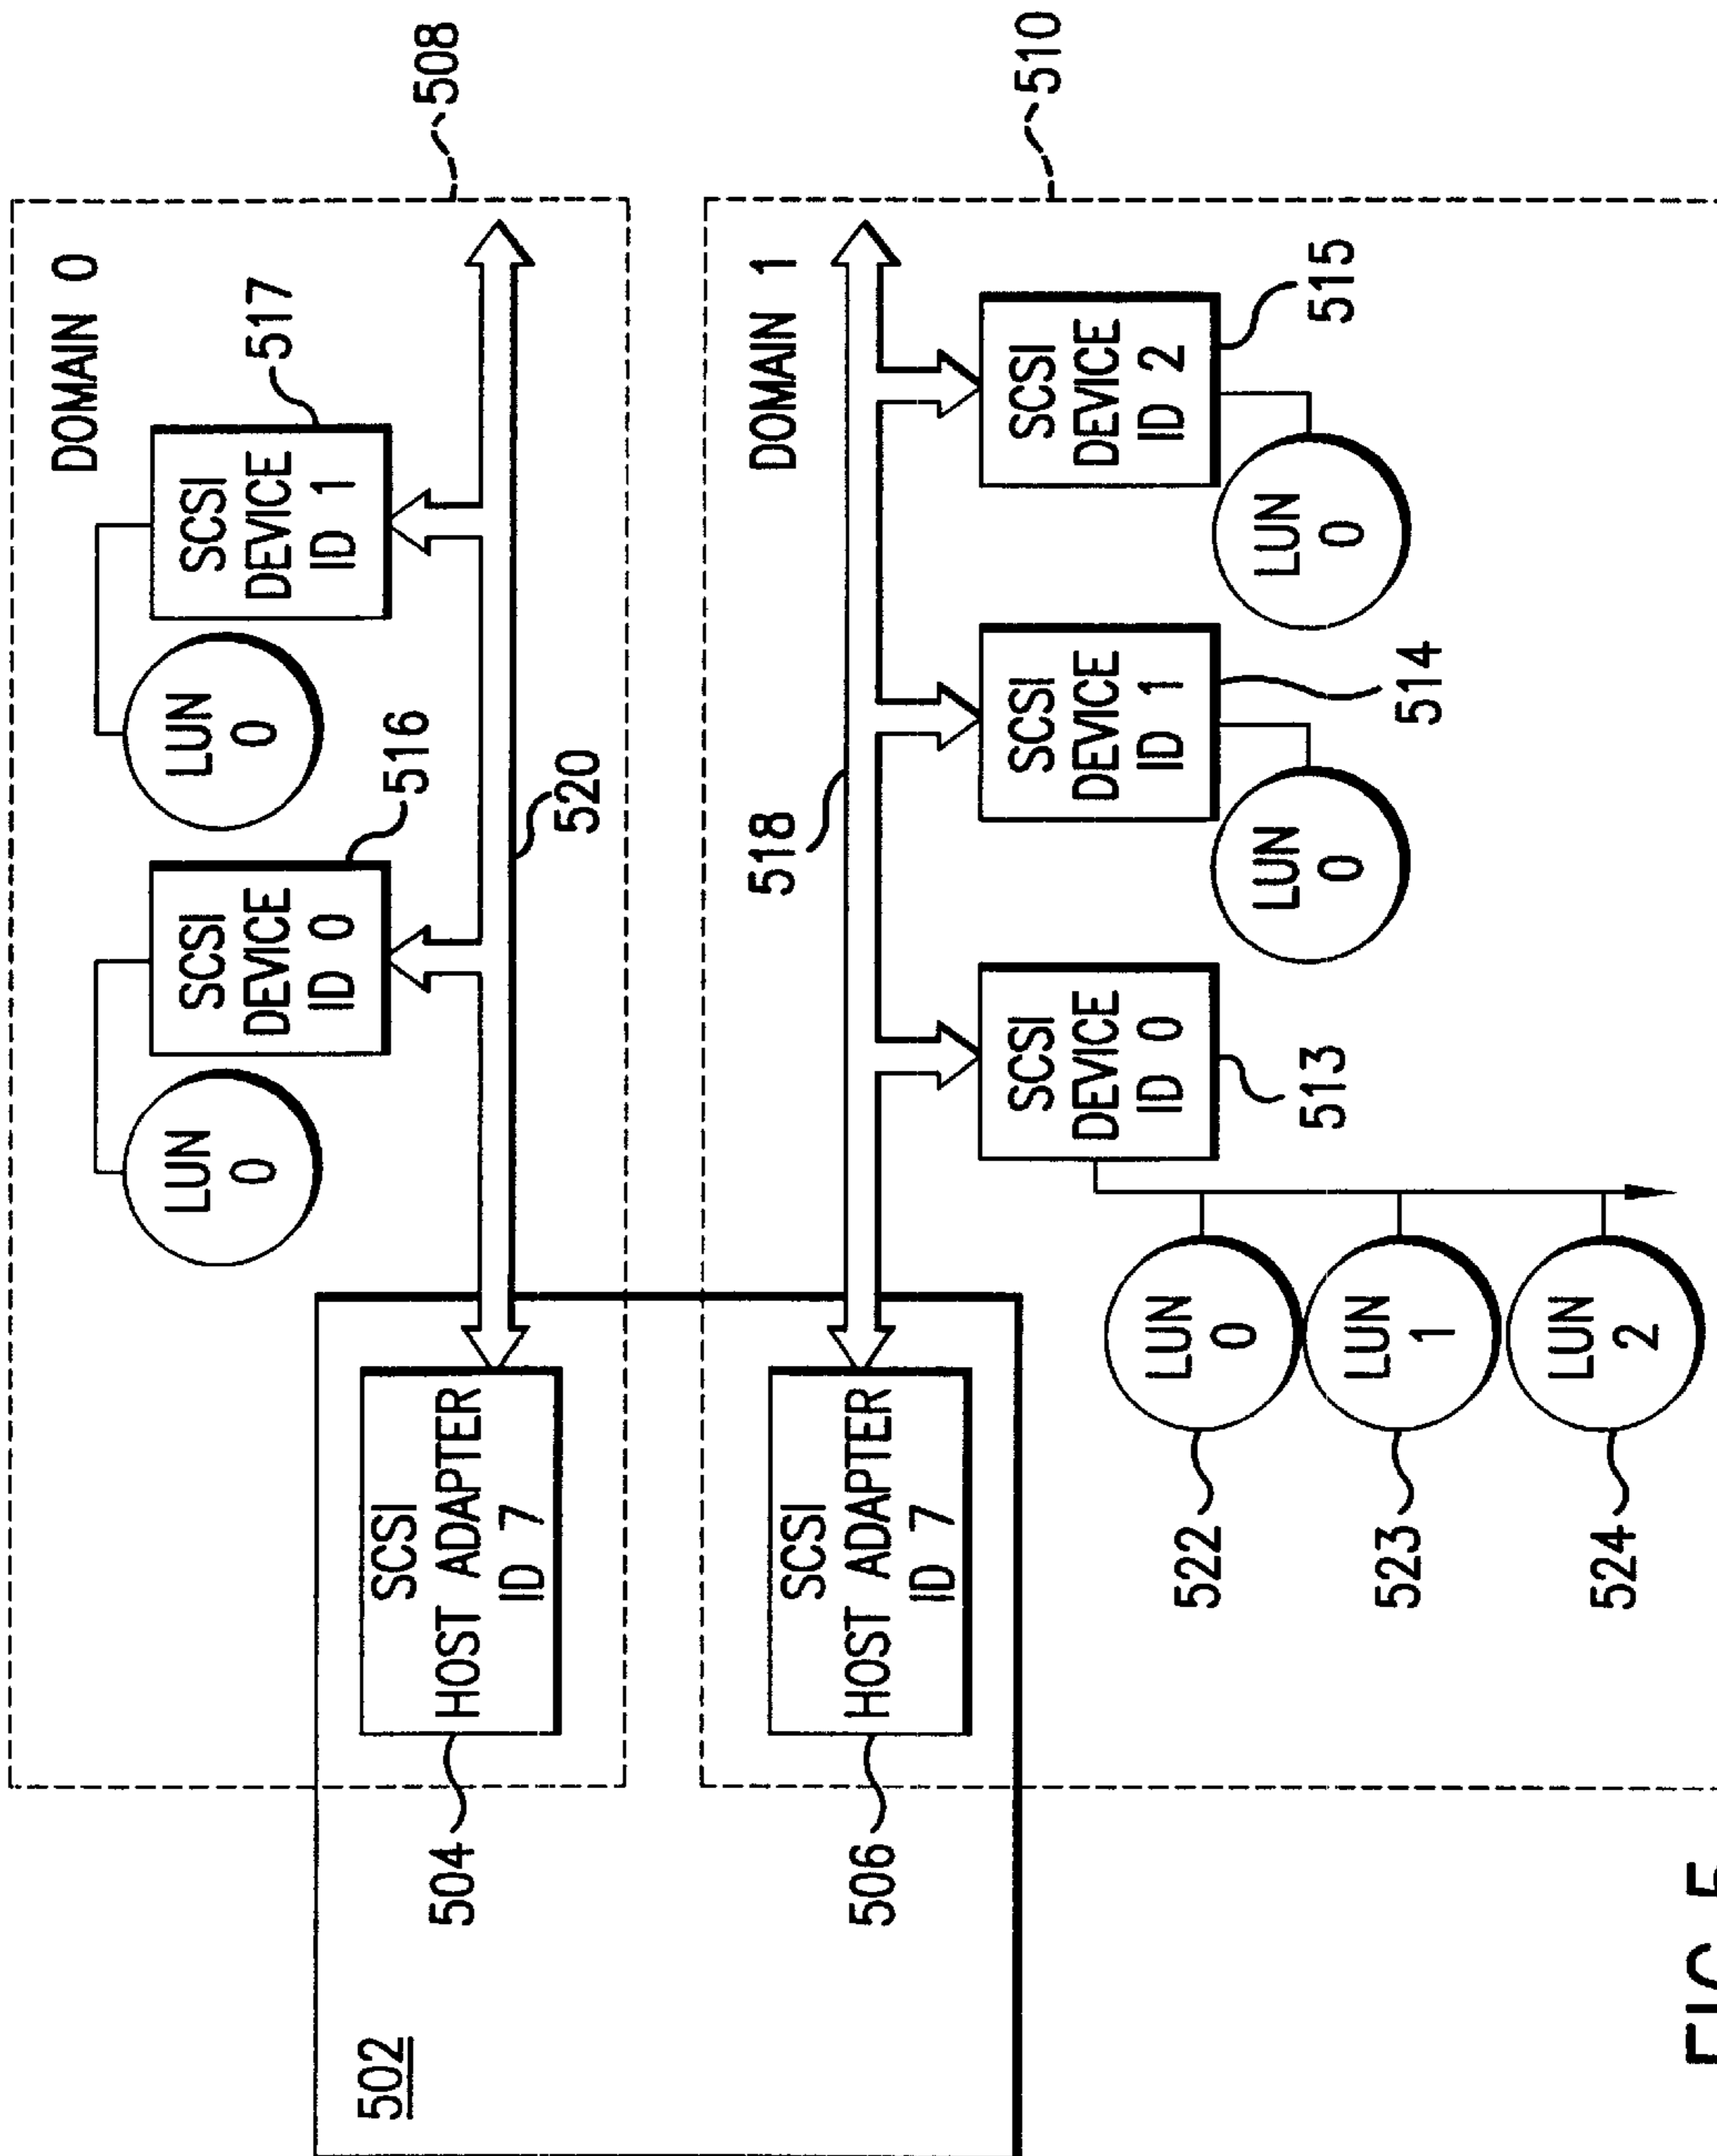 DOMAIN 0
508
LUN
0
SCSI
DEVICE
ID 0
516
LUN
0
SCSI
DEVICE
ID 1
517
502
504
SCSI
HOST ADAPTER
ID 7
520
DOMAIN 1
510
518
506
SCSI
HOST ADAPTER
ID 7
SCSI
DEVICE
ID 0
513
SCSI
DEVICE
ID 1
514
SCSI
DEVICE
ID 2
515
522
LUN
0
523
LUN
1
524
LUN
2
LUN
0
LUN
0
FIG. 5